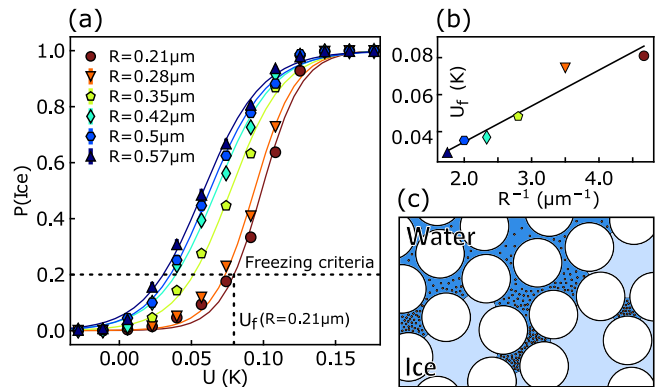 (a)
R=0.21µm
R=0.28µm
R=0.35µm
R=0.42µm
R=0.5µm
R=0.57µm
Freezing criteria
U_f (R=0.21µm)
P(Ice)
1.0
0.8
0.6
0.4
0.2
0.0
0.00
0.05
0.10
0.15
U (K)
(b)
U_f (K)
0.08
0.06
0.04
2.0
3.0
4.0
R⁻¹ (µm⁻¹)
(c)
Water
Ice